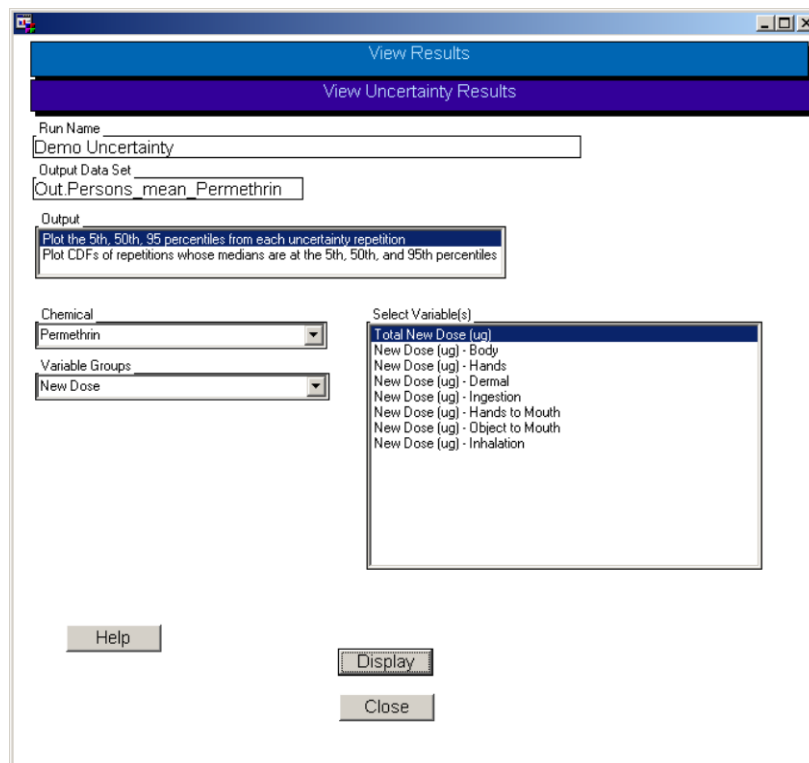 View Results
View Uncertainty Results
Run Name
Demo Uncertainty
Output Data Set
Out.Persons_mean_Permethrin
Output
Plot the 5th, 50th, 95 percentiles from each uncertainty repetition
Plot CDFs of repetitions whose medians are at the 5th, 50th, and 95th percentiles
Chemical
Permethrin
Variable Groups
New Dose
Select Variable(s)
Total New Dose (ug)
New Dose (ug) - Body
New Dose (ug) - Hands
New Dose (ug) - Dermal
New Dose (ug) - Ingestion
New Dose (ug) - Hands to Mouth
New Dose (ug) - Object to Mouth
New Dose (ug) - Inhalation
Help
Display
Close